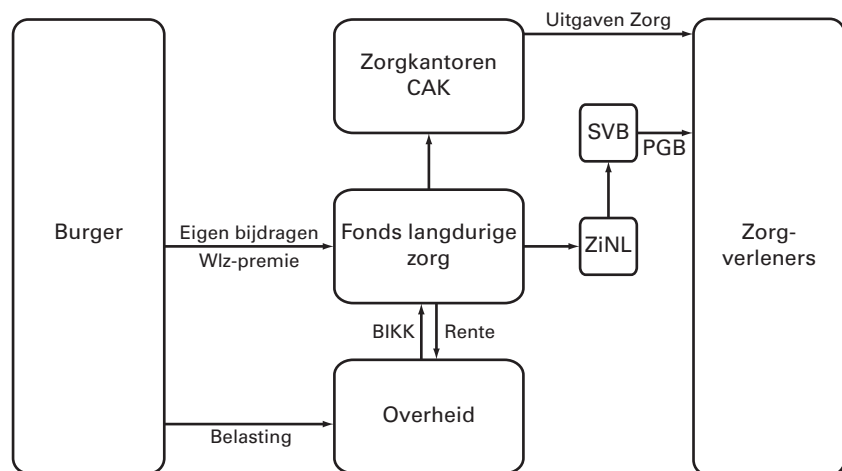 Uitgaven Zorg
Zorgkantoren
CAK
SVB
PGB
Burger
Eigen bijdragen
Wlz-premie
Fonds langdurige
zorg
ZiNL
Zorg-
verleners
BIKK
Rente
Overheid
Belasting